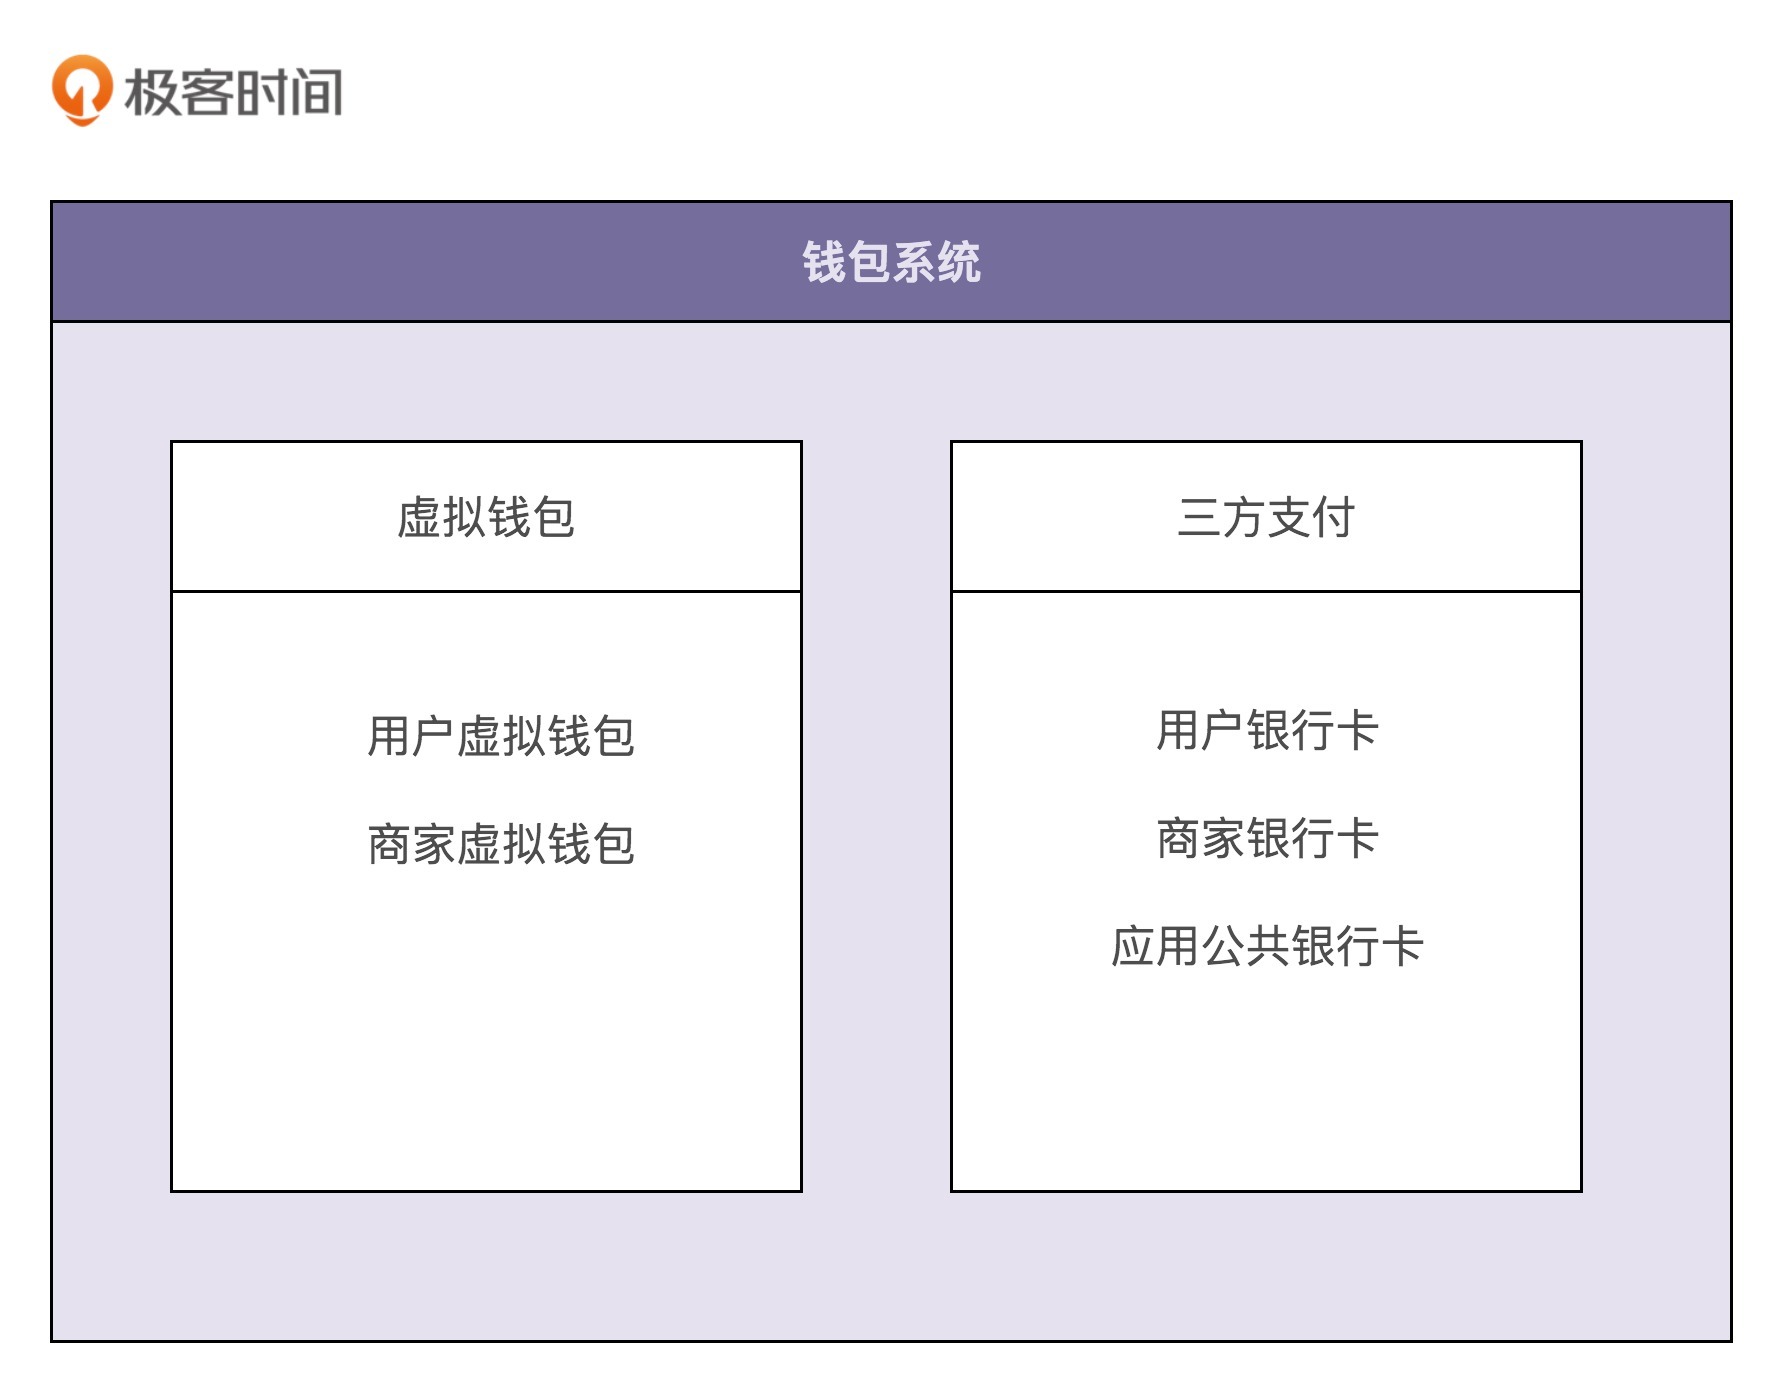 极客时间
钱包系统
虚拟钱包
用户虚拟钱包
商家虚拟钱包
三方支付
用户银行卡
商家银行卡
应用公共银行卡